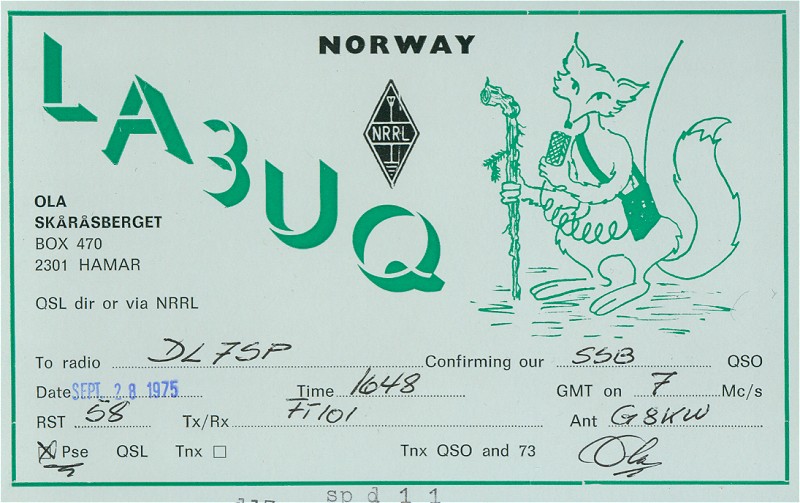 NORWAY
LA3UQ
NRRL
OLA
SKÅRÅSBERGET
BOX 470
2301 HAMAR
QSL dir or via NRRL
To radio DL7SP Confirming our SSB QSO
Date SEPT. 28 1975 Time 1648 GMT on 7 Mc/s
RST 58 Tx/Rx FT101 Ant G8KW
Pse QSL Tnx Tnx QSO and 73 Ola
sp d 1 1